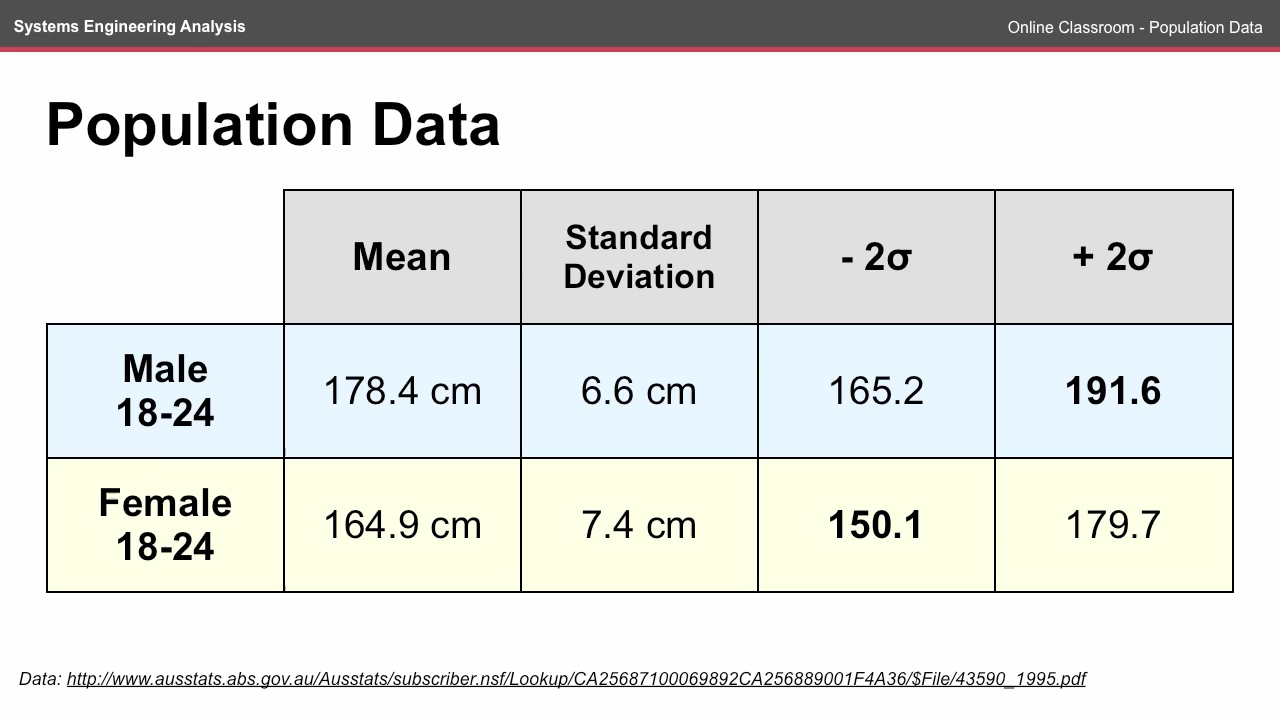 Systems Engineering Analysis
Online Classroom - Population Data
Population Data
Mean
Standard
Deviation
- 2σ
+ 2σ
Male
18-24
178.4 cm
6.6 cm
165.2
191.6
Female
18-24
164.9 cm
7.4 cm
150.1
179.7
Data: http://www.ausstats.abs.gov.au/Ausstats/subscriber.nsf/Lookup/CA25687100069892CA256889001F4A36/$File/43590_1995.pdf